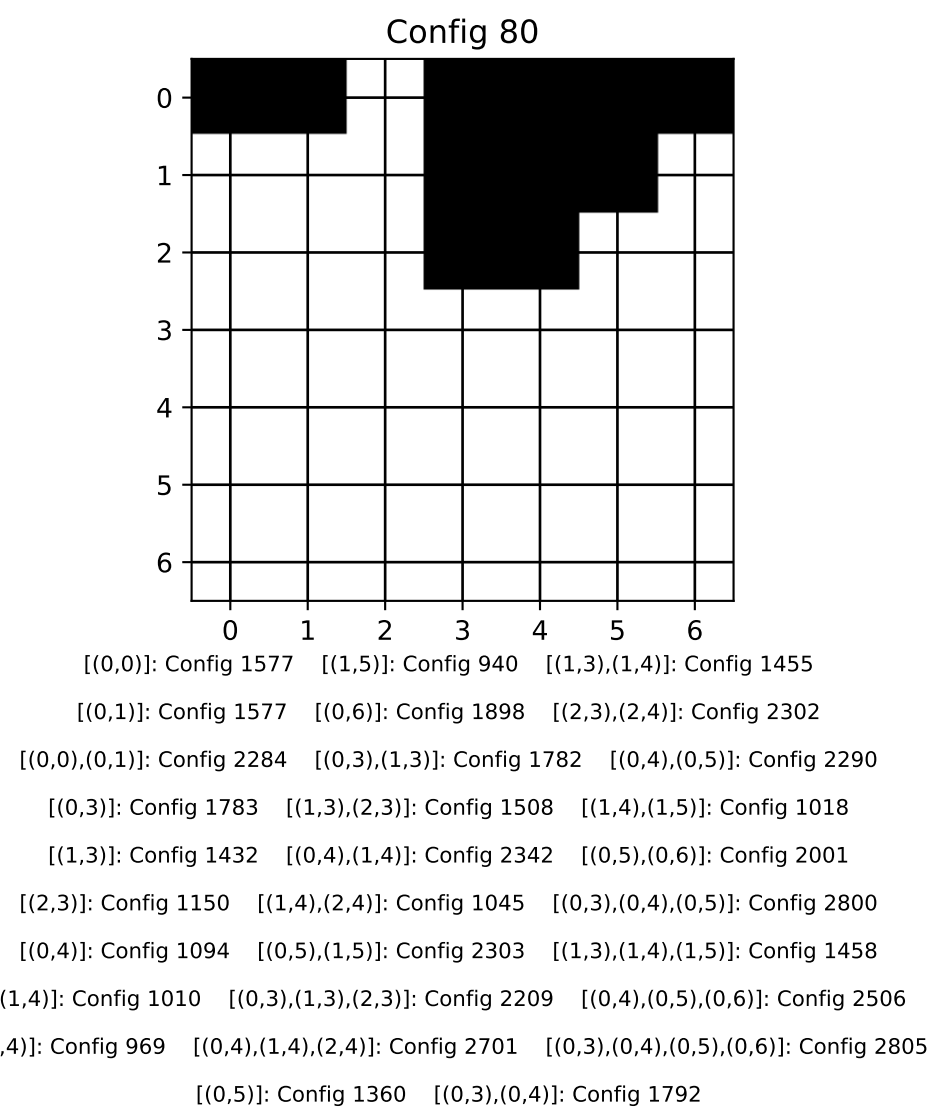 Config 80
0
1
2
3
4
5
6
0 1 2 3 4 5 6
[(0,0)]: Config 1577 [(1,5)]: Config 940 [(1,3),(1,4)]: Config 1455
[(0,1)]: Config 1577 [(0,6)]: Config 1898 [(2,3),(2,4)]: Config 2302
[(0,0),(0,1)]: Config 2284 [(0,3),(1,3)]: Config 1782 [(0,4),(0,5)]: Config 2290
[(0,3)]: Config 1783 [(1,3),(2,3)]: Config 1508 [(1,4),(1,5)]: Config 1018
[(1,3)]: Config 1432 [(0,4),(1,4)]: Config 2342 [(0,5),(0,6)]: Config 2001
[(2,3)]: Config 1150 [(1,4),(2,4)]: Config 1045 [(0,3),(0,4),(0,5)]: Config 2800
[(0,4)]: Config 1094 [(0,5),(1,5)]: Config 2303 [(1,3),(1,4),(1,5)]: Config 1458
(1,4)]: Config 1010 [(0,3),(1,3),(2,3)]: Config 2209 [(0,4),(0,5),(0,6)]: Config 2506
,4)]: Config 969 [(0,4),(1,4),(2,4)]: Config 2701 [(0,3),(0,4),(0,5),(0,6)]: Config 2805
[(0,5)]: Config 1360 [(0,3),(0,4)]: Config 1792